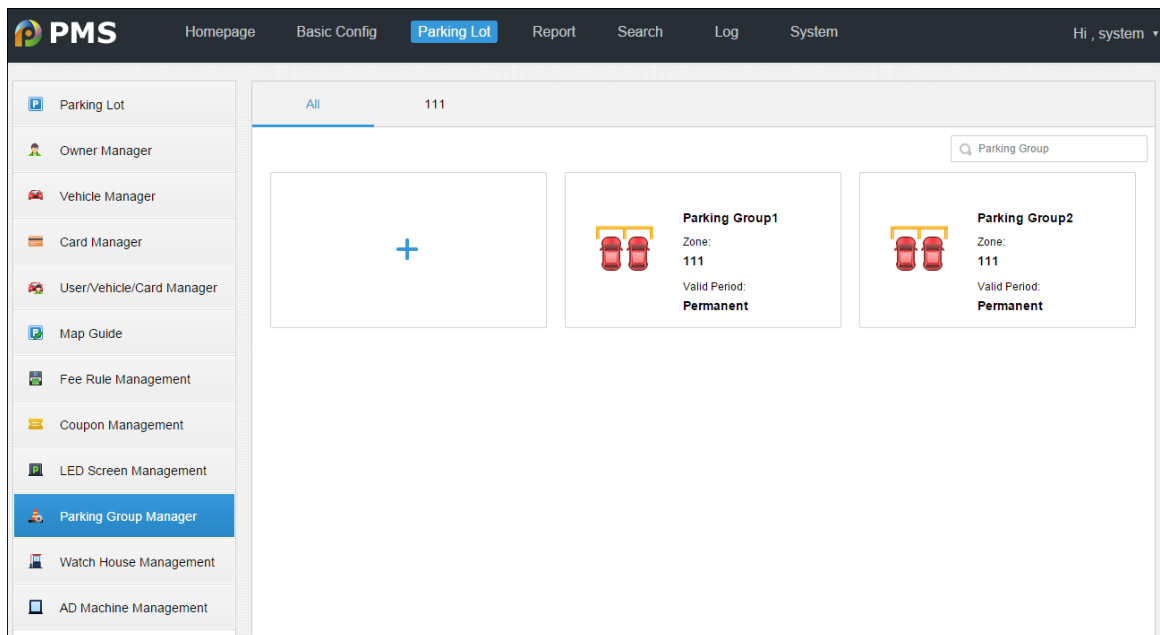 PMS
Homepage Basic Config Parking Lot Report Search Log System Hi , system
Parking Lot
Owner Manager
Vehicle Manager
Card Manager
User/Vehicle/Card Manager
Map Guide
Fee Rule Management
Coupon Management
LED Screen Management
Parking Group Manager
Watch House Management
AD Machine Management
All 111
Parking Group
+
Parking Group1
Zone:
111
Valid Period:
Permanent
Parking Group2
Zone:
111
Valid Period:
Permanent